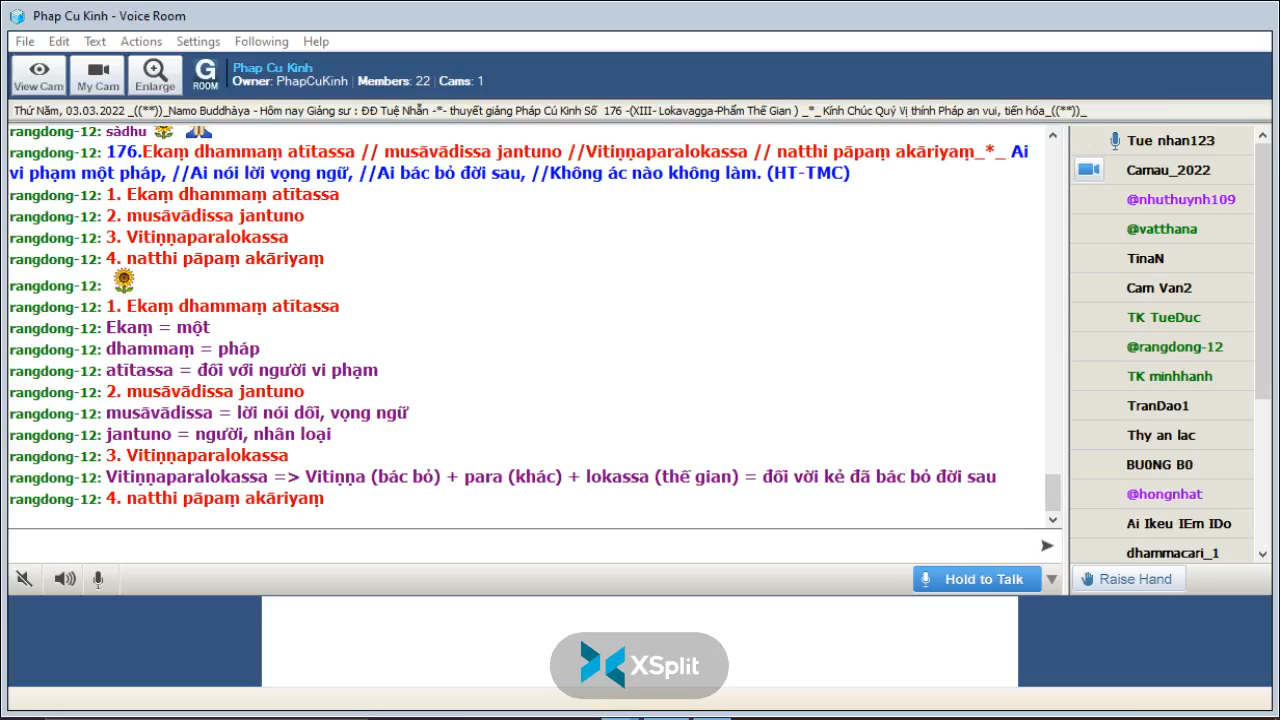 Phap Cu Kinh - Voice Room
File Edit Text Actions Settings Following Help
View Cam
My Cam
Enlarge
G
ROOM
Phap Cu Kinh
Owner: PhapCuKinh | Members: 22 | Cams: 1
Thứ Năm, 03.03.2022 _((**))_Namo Buddhàya - Hôm nay Giảng sư : ĐĐ Tuệ Nhẫn -*- thuyết giảng Pháp Cú Kinh Số 176 -(XIII- Lokavagga-Phẩm Thế Gian ) _*_ Kính Chúc Quý Vị thính Pháp an vui, tiến hóa_((**))_
rangdong-12: sàdhu
rangdong-12: 176.Ekaṃ dhammaṃ atītassa // musāvādissa jantuno //Vitiṇṇaparalokassa // natthi pāpaṃ akāriyaṃ_*_ Ai
vi phạm một pháp, //Ai nói lời vọng ngữ, //Ai bác bỏ đời sau, //Không ác nào không làm. (HT-TMC)
rangdong-12: 1. Ekaṃ dhammaṃ atītassa
rangdong-12: 2. musāvādissa jantuno
rangdong-12: 3. Vitiṇṇaparalokassa
rangdong-12: 4. natthi pāpaṃ akāriyaṃ
rangdong-12:
rangdong-12: 1. Ekaṃ dhammaṃ atītassa
rangdong-12: Ekaṃ = một
rangdong-12: dhammaṃ = pháp
rangdong-12: atītassa = đối với người vi phạm
rangdong-12: 2. musāvādissa jantuno
rangdong-12: musāvādissa = lời nói dối, vọng ngữ
rangdong-12: jantuno = người, nhân loại
rangdong-12: 3. Vitiṇṇaparalokassa
rangdong-12: Vitiṇṇaparalokassa => Vitiṇṇa (bác bỏ) + para (khác) + lokassa (thế gian) = đối vời kẻ đã bác bỏ đời sau
rangdong-12: 4. natthi pāpaṃ akāriyaṃ
Tue nhan123
Camau_2022
@nhuthuynh109
@vatthana
TinaN
Cam Van2
TK TueDuc
@rangdong-12
TK minhhanh
TranDao1
Thy an lac
BU0NG B0
@hongnhat
Ai Ikeu IEm IDo
dhammacari_1
Hold to Talk
Raise Hand
XSplit